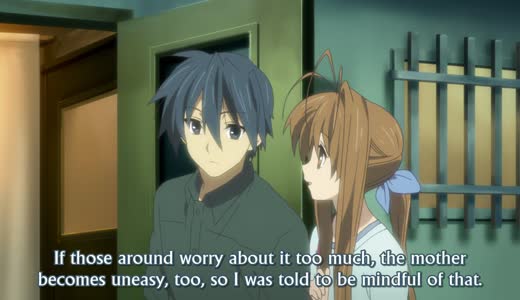 If those around worry about it too much, the mother
becomes uneasy, too, so I was told to be mindful of that.